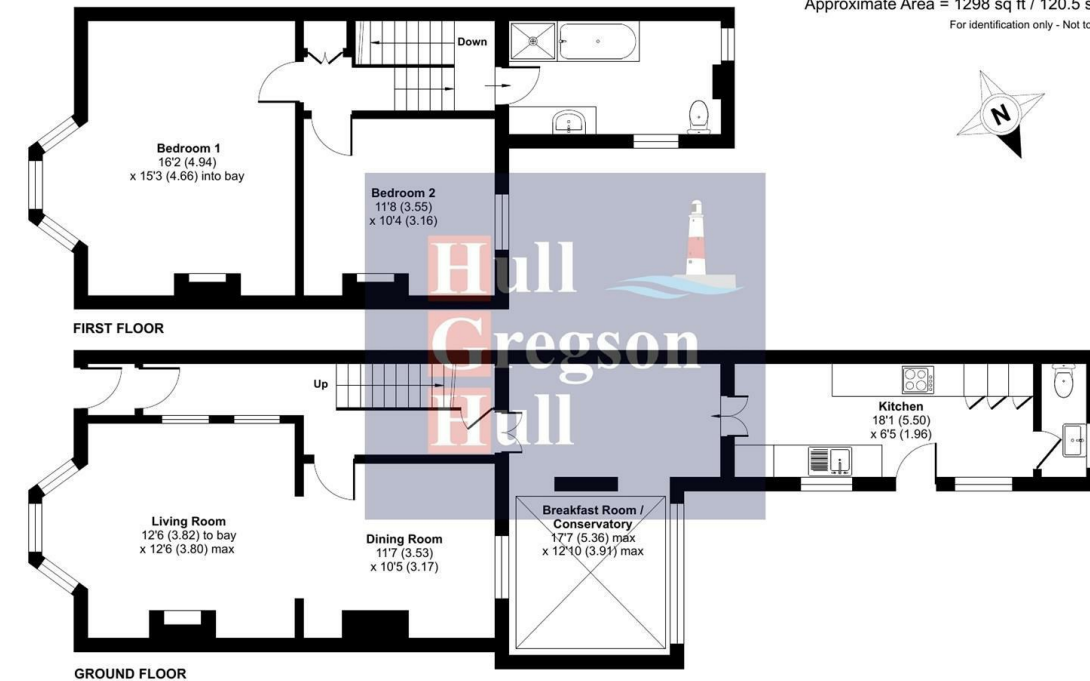 Approximate Area = 1298 sq ft / 120.5 s
For identification only - Not to
Down
N
Bedroom 1
16'2 (4.94)
x 15'3 (4.66) into bay
Bedroom 2
11'8 (3.55)
x 10'4 (3.16)
Hull
Gregson
Hull
FIRST FLOOR
Up
Kitchen
18'1 (5.50)
x 6'5 (1.96)
Living Room
12'6 (3.82) to bay
x 12'6 (3.80) max
Dining Room
11'7 (3.53)
x 10'5 (3.17)
Breakfast Room /
Conservatory
17'7 (5.36) max
x 12'10 (3.91) max
GROUND FLOOR